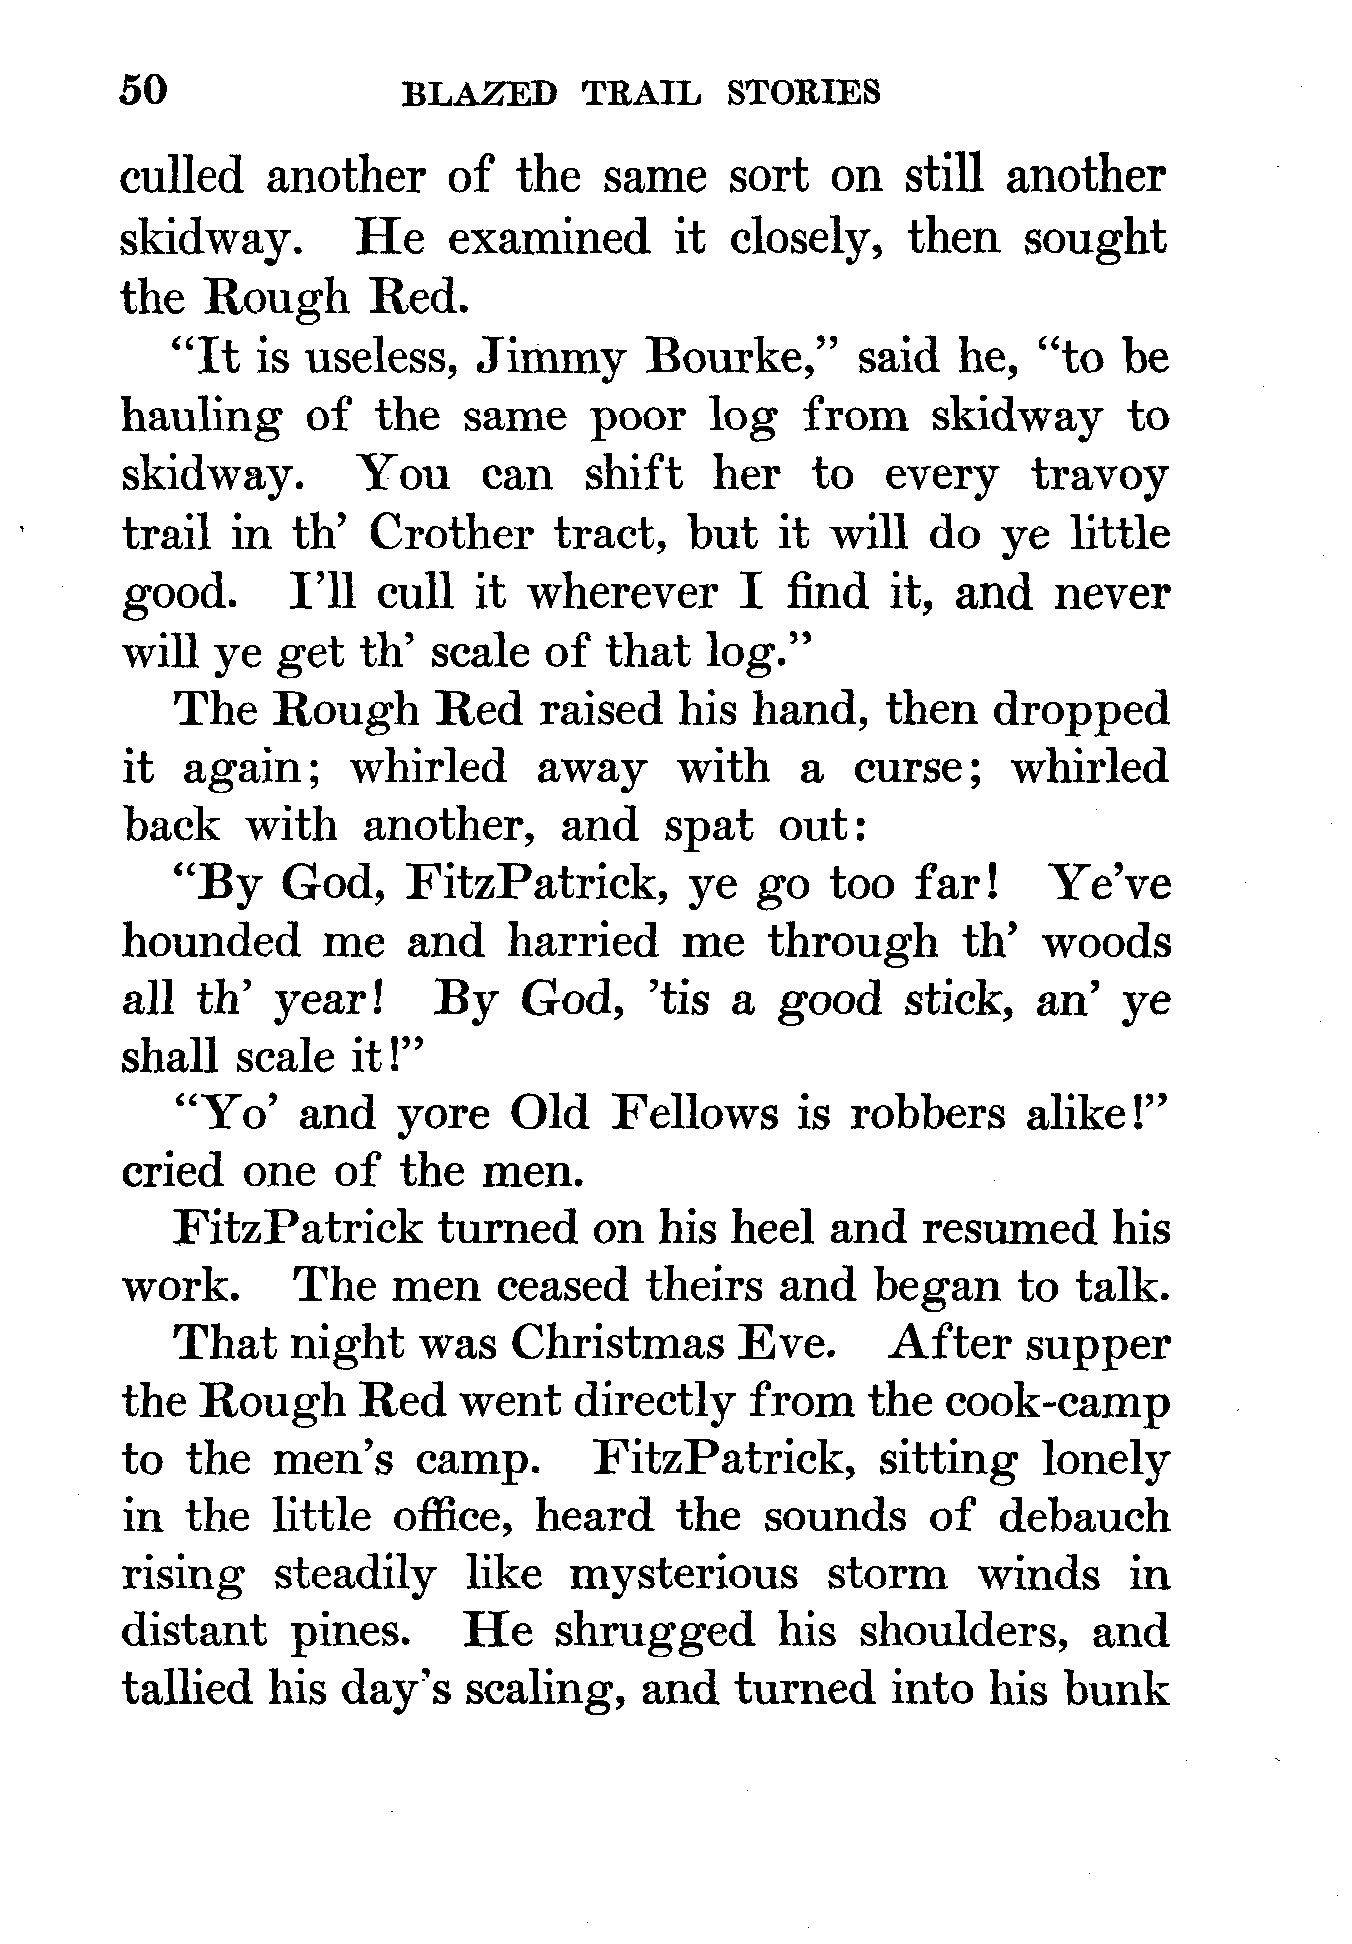 50 BLAZED TRAIL STORIES
culled another of the same sort on still another
skidway. He examined it closely, then sought
the Rough Red.
“It is useless, Jimmy Bourke,” said he, “to be
hauling of the same poor log from skidway to
skidway. You can shift her to every travoy
trail in th’ Crother tract, but it will do ye little
good. I’ll cull it wherever I find it, and never
will ye get th’ scale of that log.”
The Rough Red raised his hand, then dropped
it again; whirled away with a curse; whirled
back with another, and spat out:
“By God, FitzPatrick, ye go too far! Ye’ve
hounded me and harried me through th’ woods
all th’ year! By God, ’tis a good stick, an’ ye
shall scale it!”
“Yo’ and yore Old Fellows is robbers alike!”
cried one of the men.
FitzPatrick turned on his heel and resumed his
work. The men ceased theirs and began to talk.
That night was Christmas Eve. After supper
the Rough Red went directly from the cook-camp
to the men’s camp. FitzPatrick, sitting lonely
in the little office, heard the sounds of debauch
rising steadily like mysterious storm winds in
distant pines. He shrugged his shoulders, and
tallied his day’s scaling, and turned into his bunk